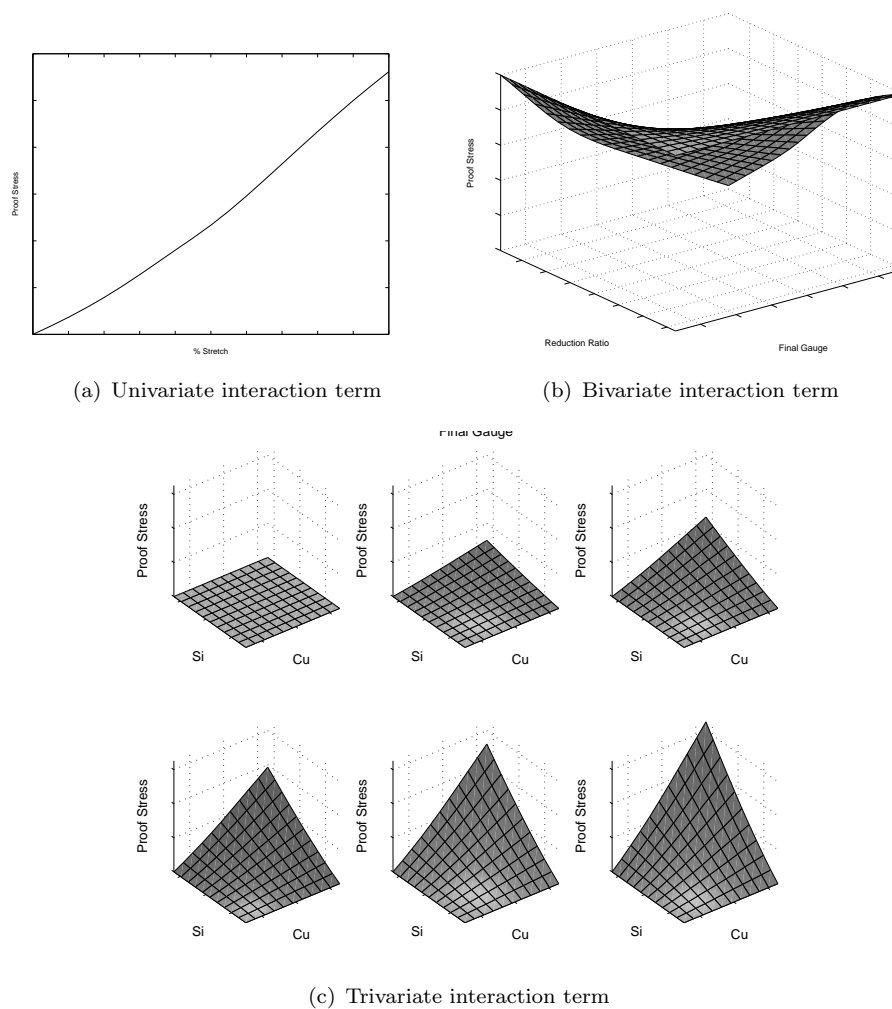 Proof Stress
% Stretch
(a) Univariate interaction term
Proof Stress
Reduction Ratio
Final Gauge
(b) Bivariate interaction term
Final Gauge
Proof Stress
Si
Cu
Proof Stress
Si
Cu
Proof Stress
Si
Cu
Proof Stress
Si
Cu
Proof Stress
Si
Cu
Proof Stress
Si
Cu
(c) Trivariate interaction term